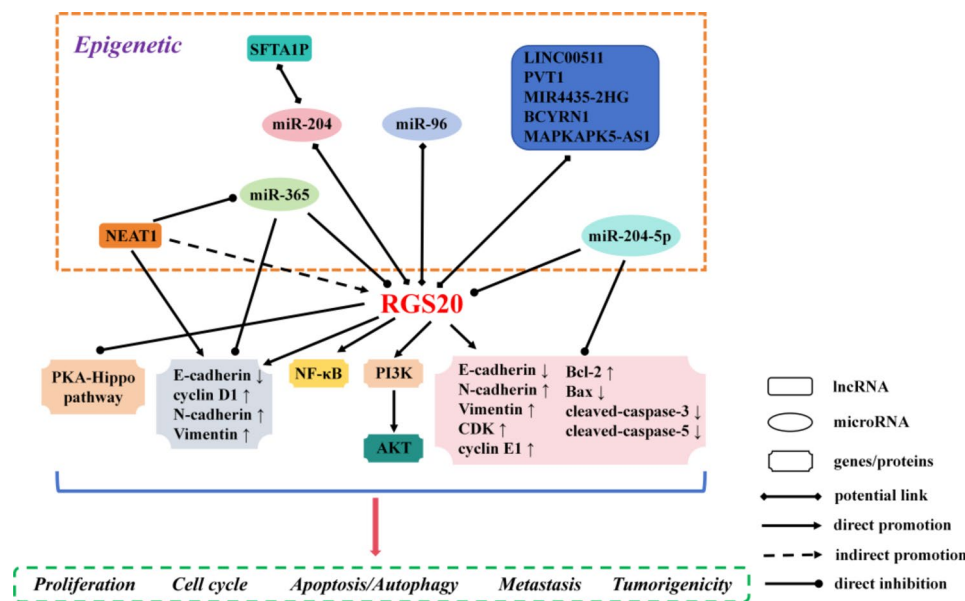 Epigenetic
SFTA1P
LINC00511
PVT1
MIR4435-2HG
BCYRN1
MAPKAPK5-AS1
miR-204
miR-96
miR-365
NEAT1
miR-204-5p
RGS20
PKA-Hippo
pathway
E-cadherin ↓
cyclin D1 ↑
N-cadherin ↑
Vimentin ↑
NF-κB
PI3K
AKT
E-cadherin ↓
N-cadherin ↑
Vimentin ↑
CDK ↑
cyclin E1 ↑
Bcl-2 ↑
Bax ↓
cleaved-caspase-3 ↓
cleaved-caspase-5 ↓
lncRNA
microRNA
genes/proteins
potential link
direct promotion
indirect promotion
direct inhibition
Proliferation Cell cycle Apoptosis/Autophagy Metastasis Tumorigenicity